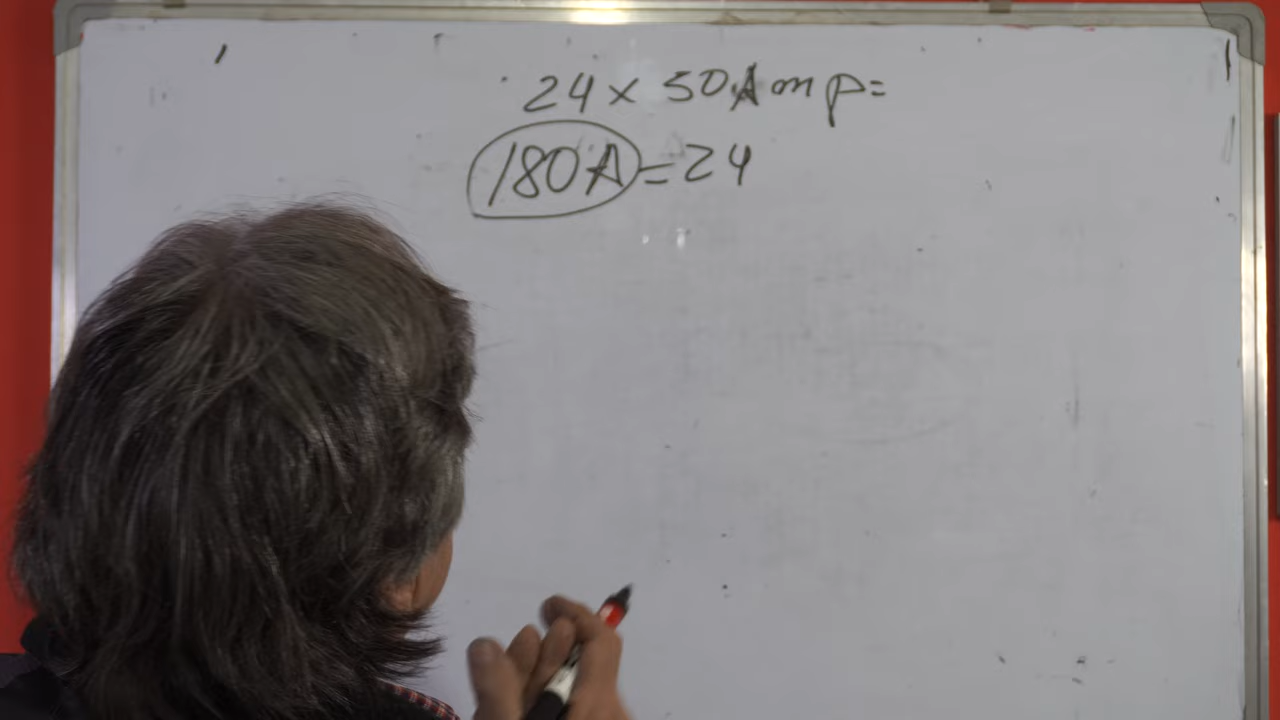 24 x 50 Amp =
180A = 24